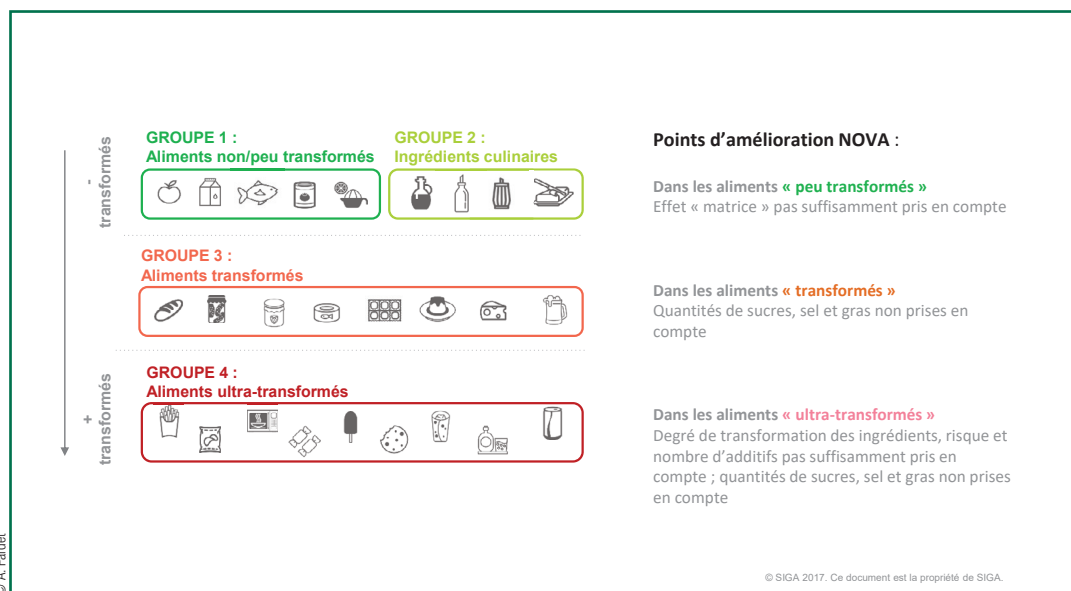 -
transformés
GROUPE 1 :
Aliments non/peu transformés
GROUPE 2 :
Ingrédients culinaires
GROUPE 3 :
Aliments transformés
+
transformés
GROUPE 4 :
Aliments ultra-transformés
Points d’amélioration NOVA :
Dans les aliments « peu transformés »
Effet « matrice » pas suffisamment pris en compte
Dans les aliments « transformés »
Quantités de sucres, sel et gras non prises en
compte
Dans les aliments « ultra-transformés »
Degré de transformation des ingrédients, risque et
nombre d’additifs pas suffisamment pris en
compte ; quantités de sucres, sel et gras non prises
en compte
© A. Fardet
© SIGA 2017. Ce document est la propriété de SIGA.